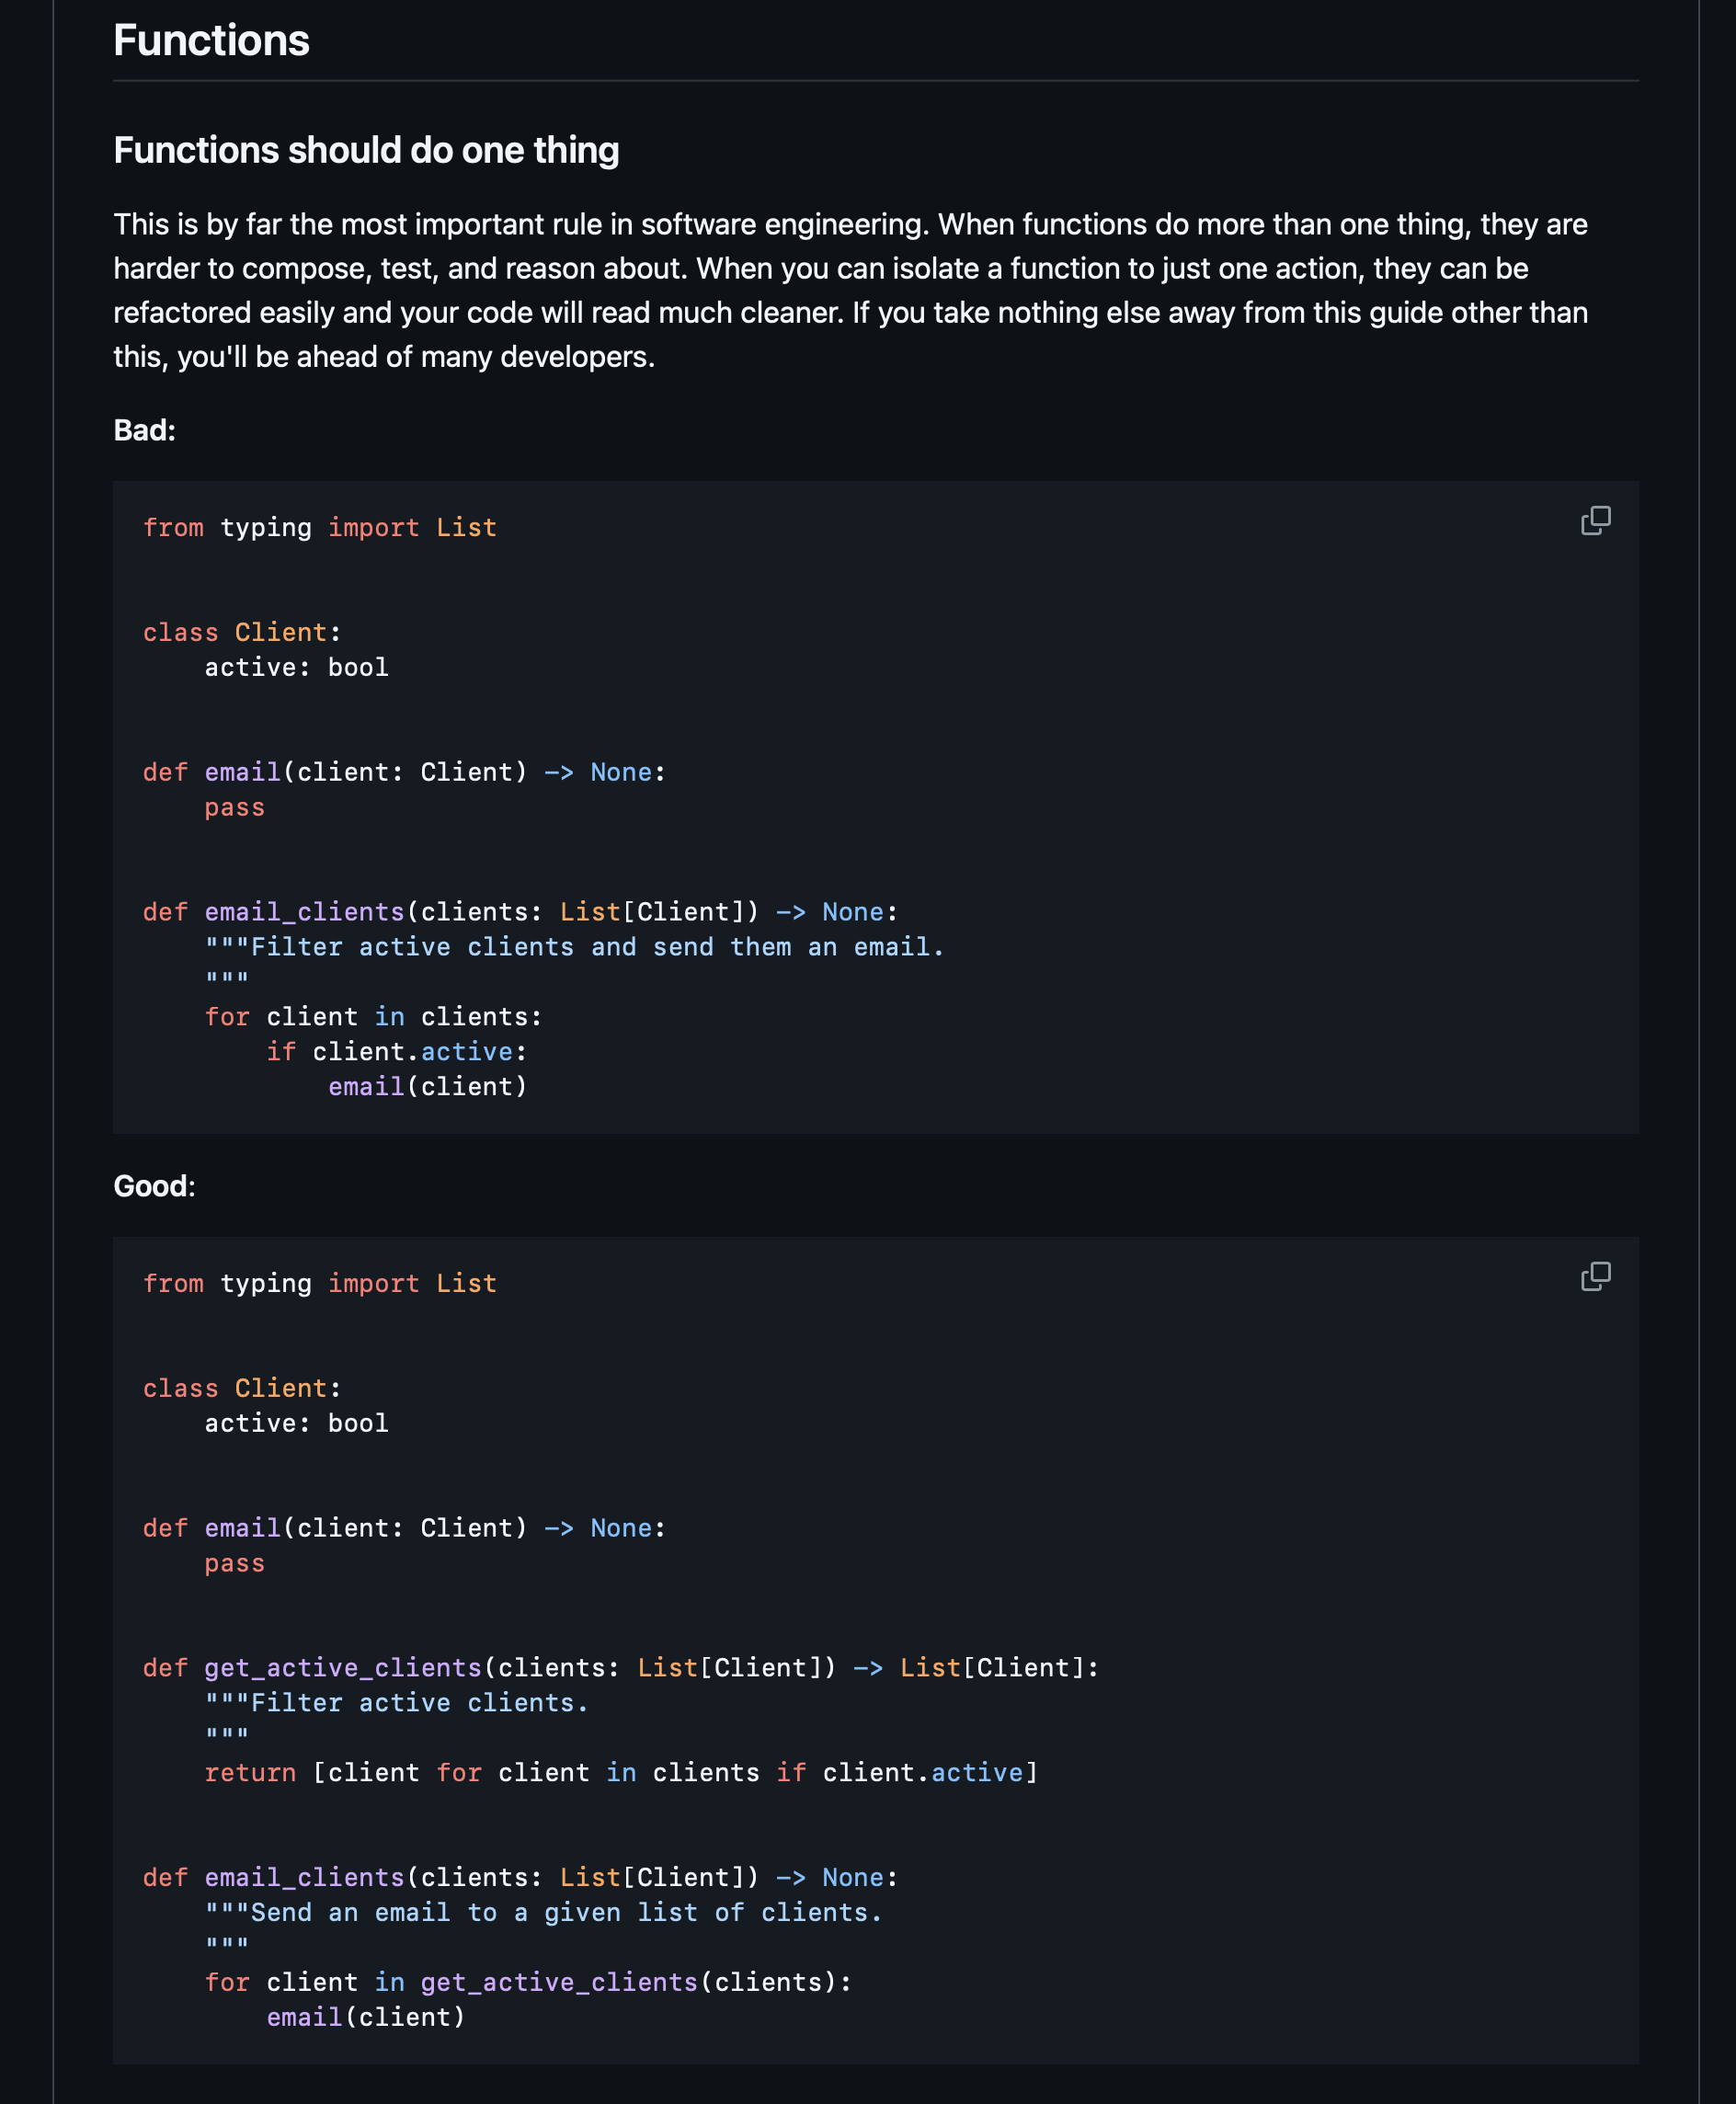 Functions
Functions should do one thing
This is by far the most important rule in software engineering. When functions do more than one thing, they are
harder to compose, test, and reason about. When you can isolate a function to just one action, they can be
refactored easily and your code will read much cleaner. If you take nothing else away from this guide other than
this, you'll be ahead of many developers.
Bad:
from typing import List
class Client:
    active: bool
def email(client: Client) -> None:
    pass
def email_clients(clients: List[Client]) -> None:
    """Filter active clients and send them an email.
    """
    for client in clients:
        if client.active:
            email(client)
Good:
from typing import List
class Client:
    active: bool
def email(client: Client) -> None:
    pass
def get_active_clients(clients: List[Client]) -> List[Client]:
    """Filter active clients.
    """
    return [client for client in clients if client.active]
def email_clients(clients: List[Client]) -> None:
    """Send an email to a given list of clients.
    """
    for client in get_active_clients(clients):
        email(client)